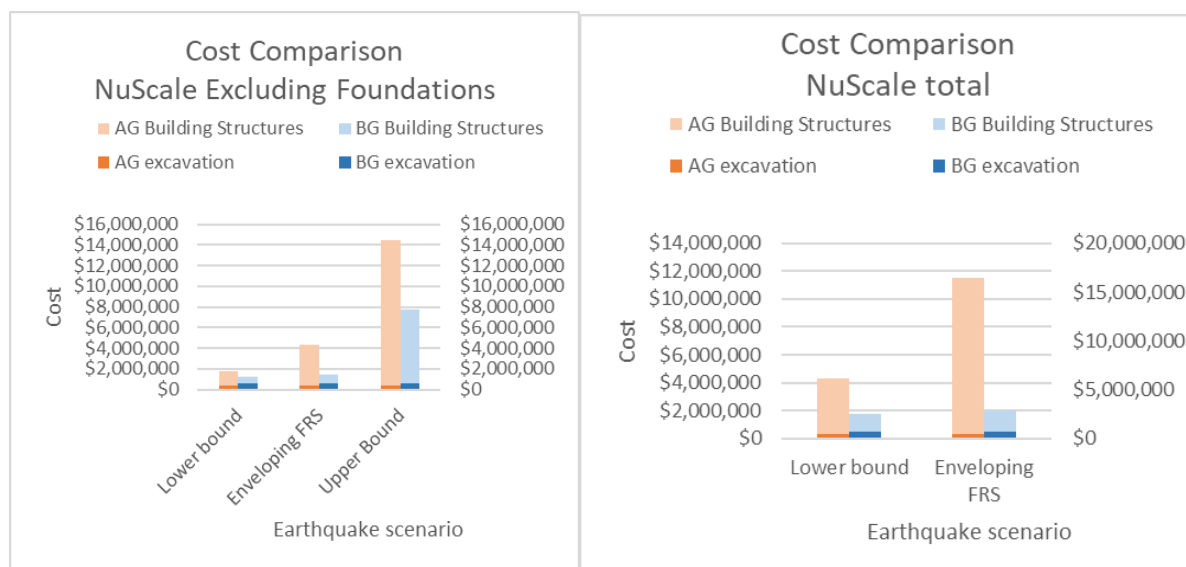 Cost Comparison
NuScale Excluding Foundations
AG Building Structures BG Building Structures
AG excavation BG excavation
$16,000,000 $16,000,000
$14,000,000 $14,000,000
$12,000,000 $12,000,000
$10,000,000 $10,000,000
$8,000,000 $8,000,000
$6,000,000 $6,000,000
$4,000,000 $4,000,000
$2,000,000 $2,000,000
$0 $0
Cost
Lower bound
Enveloping FRS
Upper Bound
Earthquake scenario
Cost Comparison
NuScale total
AG Building Structures BG Building Structures
AG excavation BG excavation
$14,000,000 $20,000,000
$12,000,000
$10,000,000 $15,000,000
$8,000,000
$6,000,000 $10,000,000
$4,000,000 $5,000,000
$2,000,000
$0 $0
Cost
Lower bound Enveloping
FRS
Earthquake scenario